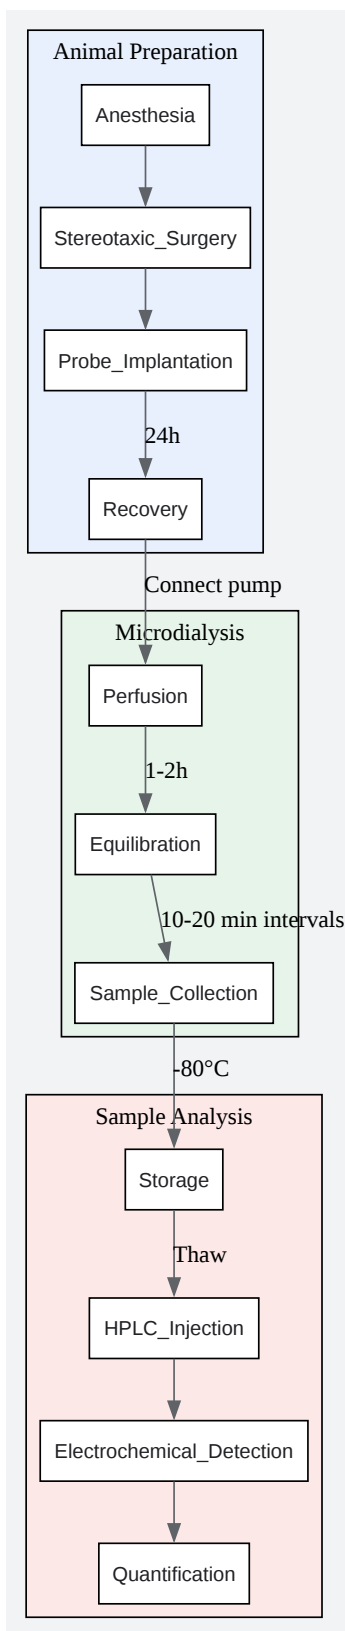 Animal Preparation
Anesthesia
Stereotaxic_Surgery
Probe_Implantation
24h
Recovery
Connect pump
Microdialysis
Perfusion
1-2h
Equilibration
10-20 min intervals
Sample_Collection
-80°C
Sample Analysis
Storage
Thaw
HPLC_Injection
Electrochemical_Detection
Quantification